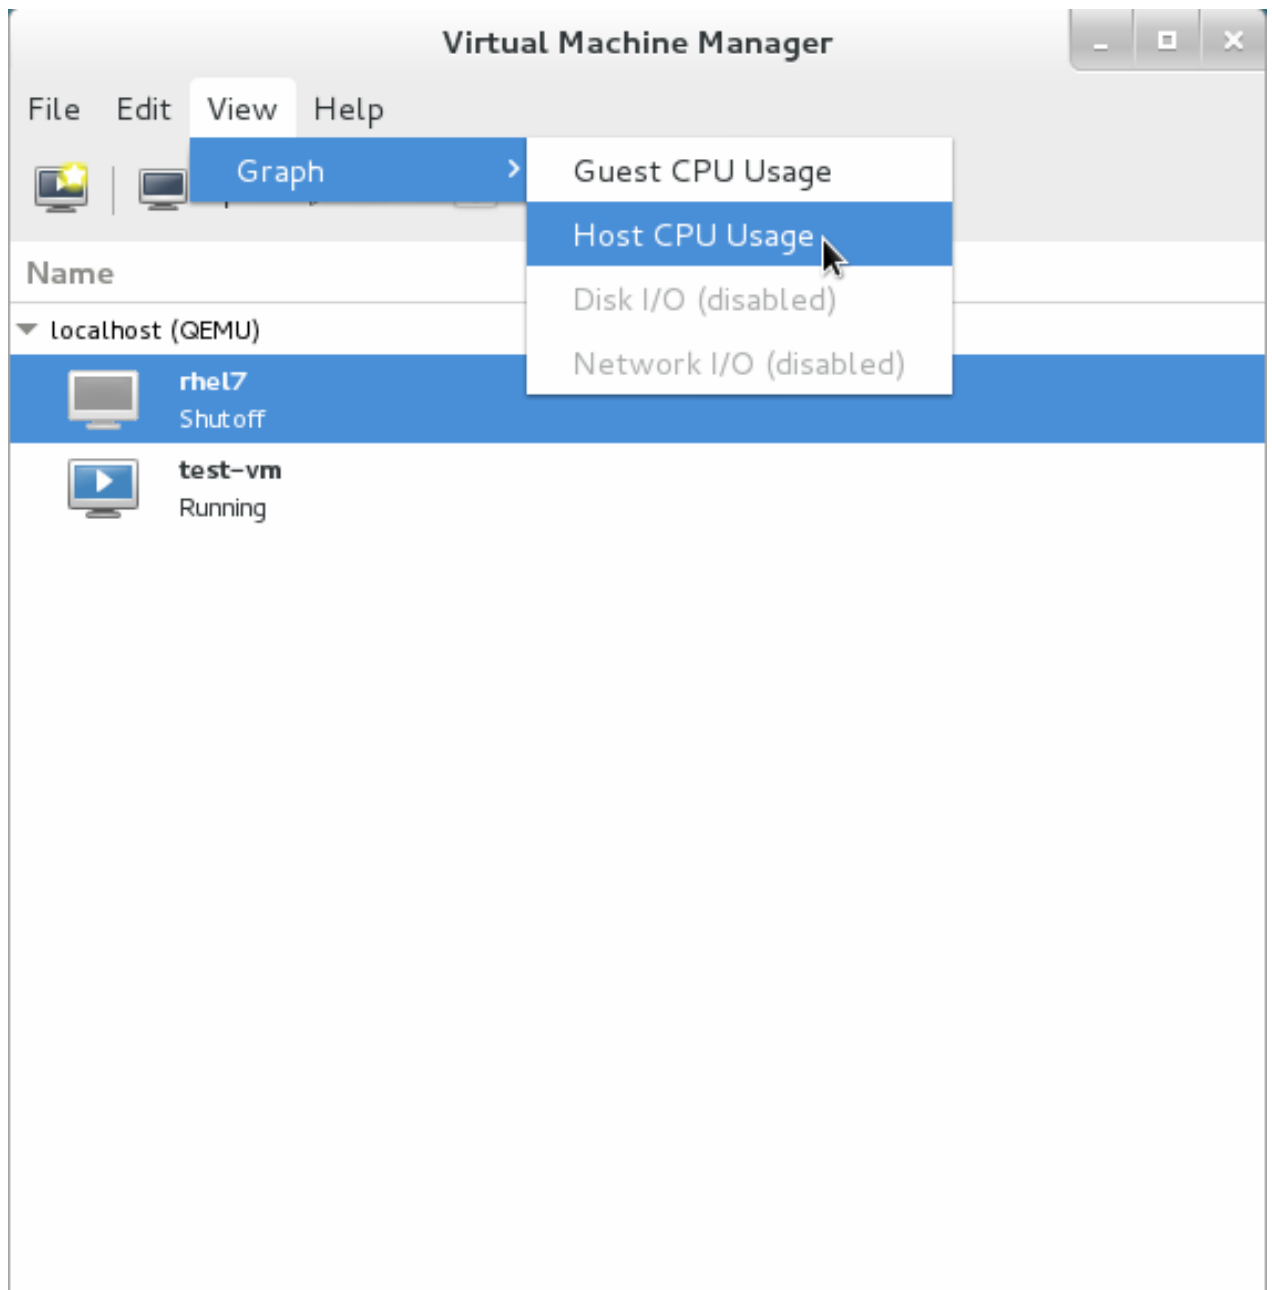 Virtual Machine Manager
File Edit View Help
Graph
Guest CPU Usage
Host CPU Usage
Disk I/O (disabled)
Network I/O (disabled)
Name
localhost (QEMU)
rhel7
Shutoff
test-vm
Running